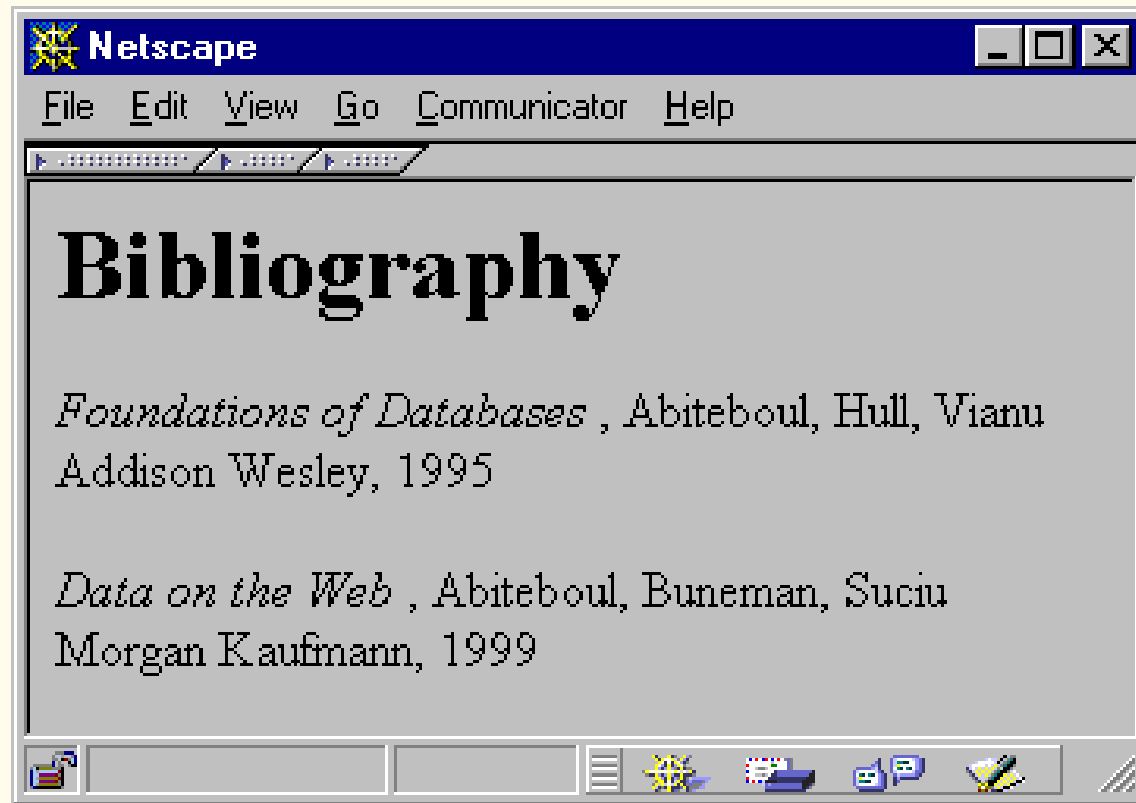 Netscape
File Edit View Go Communicator Help
Bibliography
Foundations of Databases , Abiteboul, Hull, Vianu
Addison Wesley, 1995
Data on the Web , Abiteboul, Buneman, Suciu
Morgan Kaufmann, 1999